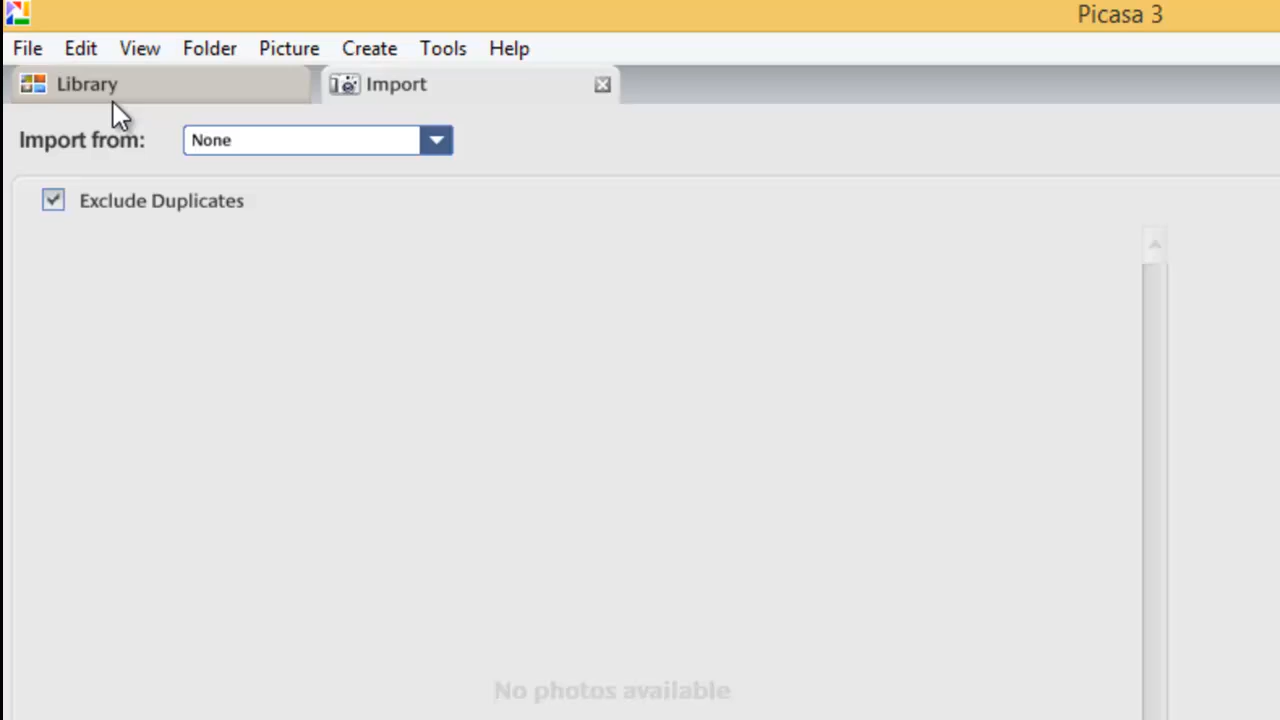 Picasa 3
File Edit View Folder Picture Create Tools Help
Library Import
Import from: None
Exclude Duplicates
No photos available